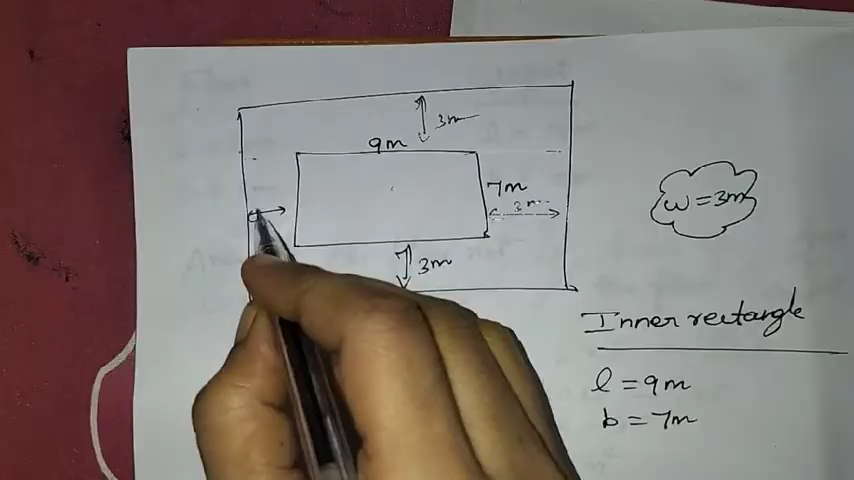 3m
9m
7m
3m
3m
w = 3m
Inner rectangle
l = 9m
b = 7m